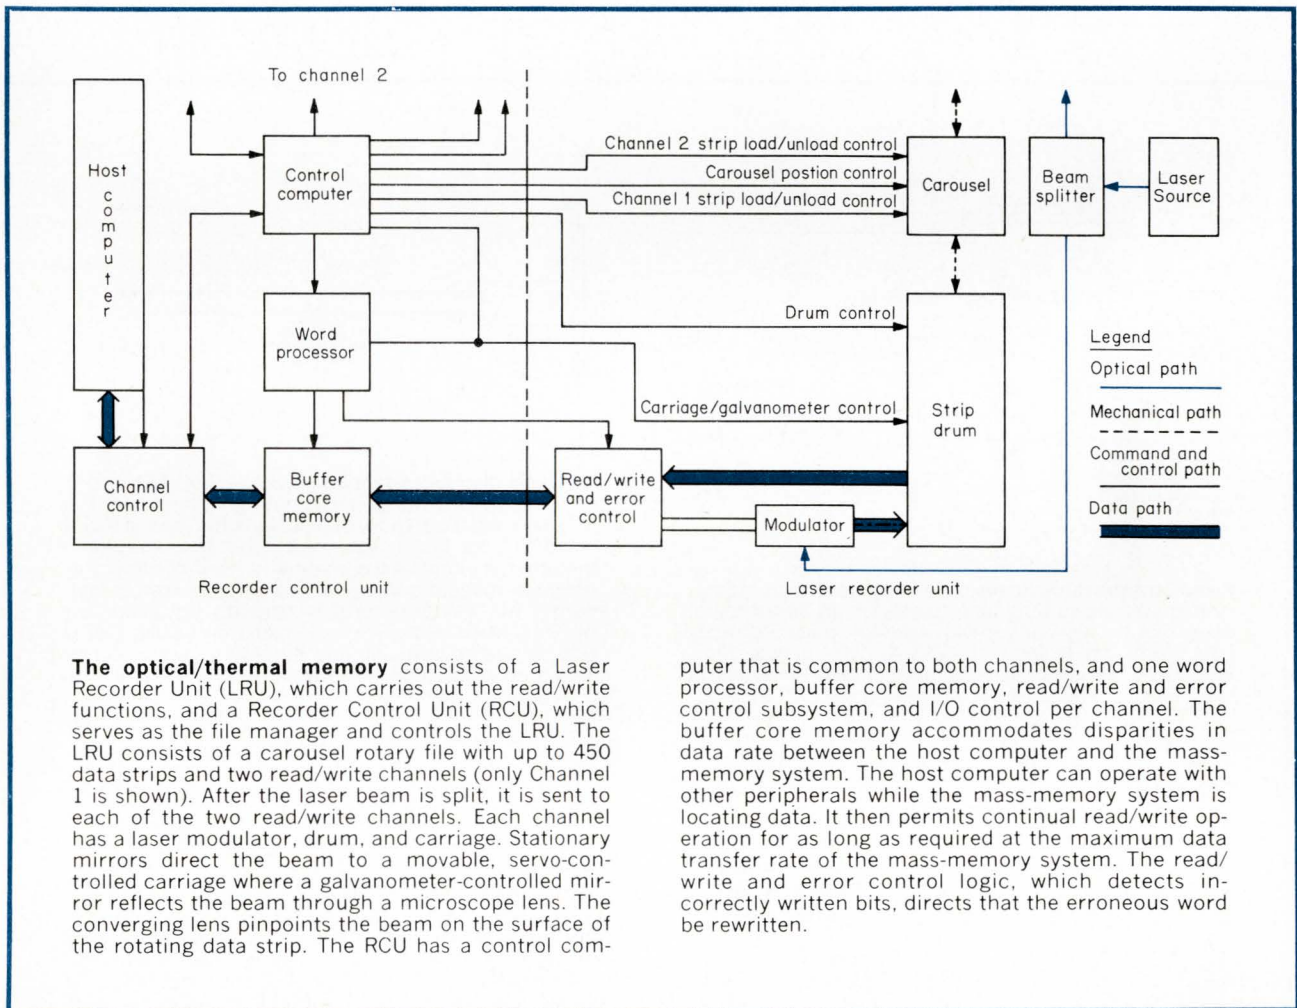 To channel 2
Host
computer
Control
computer
Channel 2 strip load/unload control
Carousel postion control
Channel 1 strip load/unload control
Carousel
Beam
splitter
Laser
Source
Word
processor
Drum control
Carriage/galvanometer control
Strip
drum
Legend
Optical path
Mechanical path
Command and
control path
Data path
Channel
control
Buffer
core
memory
Read/write
and error
control
Modulator
Recorder control unit
Laser recorder unit
The optical/thermal memory consists of a Laser
Recorder Unit (LRU), which carries out the read/write
functions, and a Recorder Control Unit (RCU), which
serves as the file manager and controls the LRU. The
LRU consists of a carousel rotary file with up to 450
data strips and two read/write channels (only Channel
1 is shown). After the laser beam is split, it is sent to
each of the two read/write channels. Each channel
has a laser modulator, drum, and carriage. Stationary
mirrors direct the beam to a movable, servo-con-
trolled carriage where a galvanometer-controlled mir-
ror reflects the beam through a microscope lens. The
converging lens pinpoints the beam on the surface of
the rotating data strip. The RCU has a control com-
puter that is common to both channels, and one word
processor, buffer core memory, read/write and error
control subsystem, and I/O control per channel. The
buffer core memory accommodates disparities in
data rate between the host computer and the mass-
memory system. The host computer can operate with
other peripherals while the mass-memory system is
locating data. It then permits continual read/write op-
eration for as long as required at the maximum data
transfer rate of the mass-memory system. The read/
write and error control logic, which detects in-
correctly written bits, directs that the erroneous word
be rewritten.